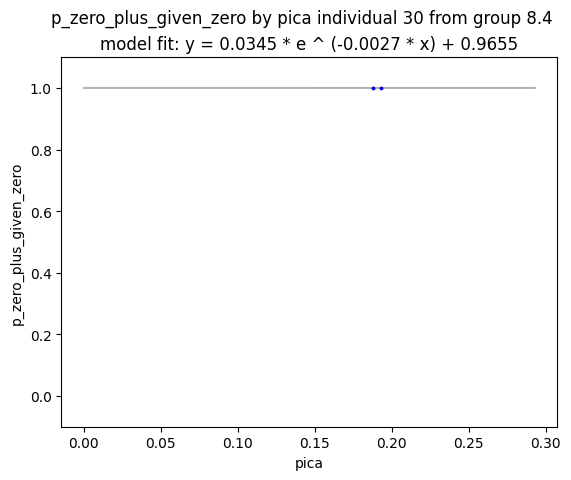 p_zero_plus_given_zero by pica individual 30 from group 8.4
model fit: y = 0.0345 * e ^ (-0.0027 * x) + 0.9655
1.0
0.8
0.6
0.4
0.2
0.0
p_zero_plus_given_zero
0.00 0.05 0.10 0.15 0.20 0.25 0.30
pica